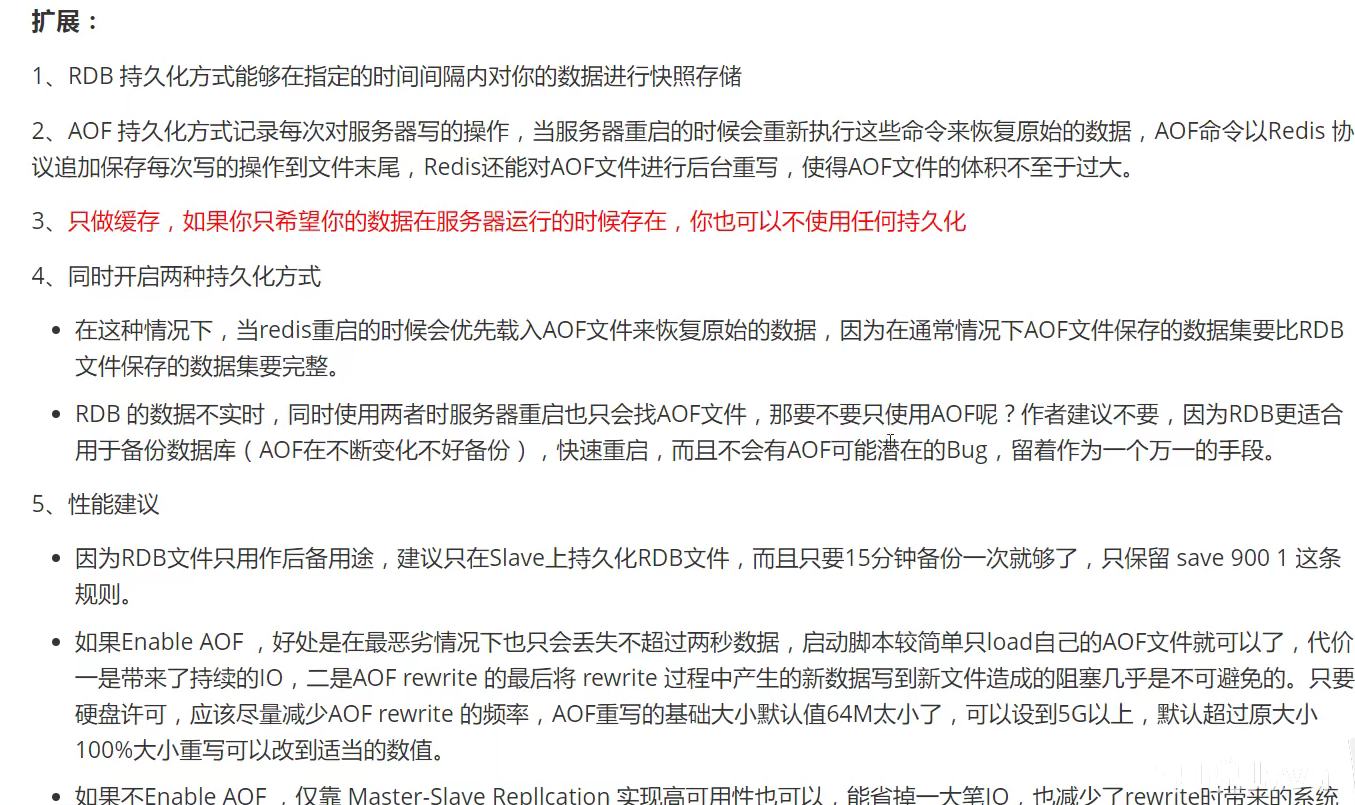 扩展：
1、RDB 持久化方式能够在指定的时间间隔内对你的数据进行快照存储
2、AOF 持久化方式记录每次对服务器写的操作，当服务器重启的时候会重新执行这些命令来恢复原始的数据，AOF命令以Redis 协
议追加保存每次写的操作到文件末尾，Redis还能对AOF文件进行后台重写，使得AOF文件的体积不至于过大。
3、只做缓存，如果你只希望你的数据在服务器运行的时候存在，你也可以不使用任何持久化
4、同时开启两种持久化方式
• 在这种情况下，当redis重启的时候会优先载入AOF文件来恢复原始的数据，因为在通常情况下AOF文件保存的数据集要比RDB
文件保存的数据集要完整。
• RDB 的数据不实时，同时使用两者时服务器重启也只会找AOF文件，那要不要只使用AOF呢？作者建议不要，因为RDB更适合
用于备份数据库（AOF在不断变化不好备份），快速重启，而且不会有AOF可能潜在的Bug，留着作为一个万一的手段。
5、性能建议
• 因为RDB文件只用作后备用途，建议只在Slave上持久化RDB文件，而且只要15分钟备份一次就够了，只保留 save 900 1 这条
规则。
• 如果Enable AOF ，好处是在最恶劣情况下也只会丢失不超过两秒数据，启动脚本较简单只load自己的AOF文件就可以了，代价
一是带来了持续的IO，二是AOF rewrite 的最后将 rewrite 过程中产生的新数据写到新文件造成的阻塞几乎是不可避免的。只要
硬盘许可，应该尽量减少AOF rewrite 的频率，AOF重写的基础大小默认值64M太小了，可以设到5G以上，默认超过原大小
100%大小重写可以改到适当的数值。
• 如果不Enable AOF ，仅靠 Master-Slave Repllcation 实现高可用性也可以，能省掉一大笔IO，也减少了rewrite时带来的系统